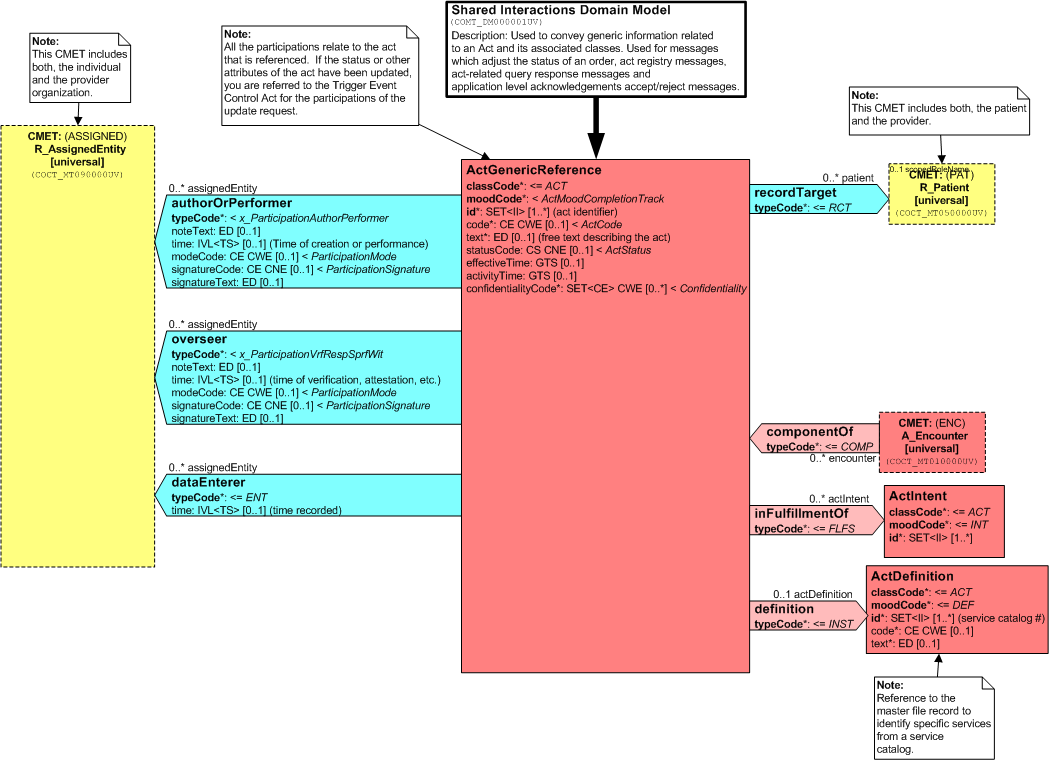 Shared Interactions Domain Model
(COMT_DM000001UV)
Description: Used to convey generic information related
to an Act and its associated classes. Used for messages
which adjust the status of an order, act registry messages,
act-related query response messages and
application level acknowledgements accept/reject messages.
Note:
This CMET includes
both, the individual
and the provider
organization.
Note:
All the participations relate to the act
that is referenced. If the status or other
attributes of the act have been updated,
you are referred to the Trigger Event
Control Act for the participations of the
update request.
Note:
This CMET includes both, the patient
and the provider.
CMET: (ASSIGNED)
R_AssignedEntity
[universal]
(COCT_MT090000UV)
0..* assignedEntity
authorOrPerformer
typeCode*: < x_ParticipationAuthorPerformer
noteText: ED [0..1]
time: IVL<TS> [0..1] (Time of creation or performance)
modeCode: CE CWE [0..1] < ParticipationMode
signatureCode: CE CNE [0..1] < ParticipationSignature
signatureText: ED [0..1]
0..* assignedEntity
overseer
typeCode*: < x_ParticipationVrfRespSprfWit
noteText: ED [0..1]
time: IVL<TS> [0..1] (time of verification, attestation, etc.)
modeCode: CE CWE [0..1] < ParticipationMode
signatureCode: CE CNE [0..1] < ParticipationSignature
signatureText: ED [0..1]
0..* assignedEntity
dataEnterer
typeCode*: <= ENT
time: IVL<TS> [0..1] (time recorded)
ActGenericReference
classCode*: <= ACT
moodCode*: < ActMoodCompletionTrack
id*: SET<II> [1..*] (act identifier)
code*: CE CWE [0..1] < ActCode
text*: ED [0..1] (free text describing the act)
statusCode: CS CNE [0..1] < ActStatus
effectiveTime: GTS [0..1]
activityTime: GTS [0..1]
confidentialityCode*: SET<CE> CWE [0..*] < Confidentiality
0..* patient
recordTarget
typeCode*: <= RCT
0..1 scopedRoleName
CMET: (PAT)
R_Patient
[universal]
(COCT_MT050000UV)
componentOf
typeCode*: <= COMP
0..* encounter
CMET: (ENC)
A_Encounter
[universal]
(COCT_MT010000UV)
0..* actIntent
inFulfillmentOf
typeCode*: <= FLFS
ActIntent
classCode*: <= ACT
moodCode*: <= INT
id*: SET<II> [1..*]
0..1 actDefinition
definition
typeCode*: <= INST
ActDefinition
classCode*: <= ACT
moodCode*: <= DEF
id*: SET<II> [1..*] (service catalog #)
code*: CE CWE [0..1]
text*: ED [0..1]
Note:
Reference to the
master file record to
identify specific services
from a service
catalog.